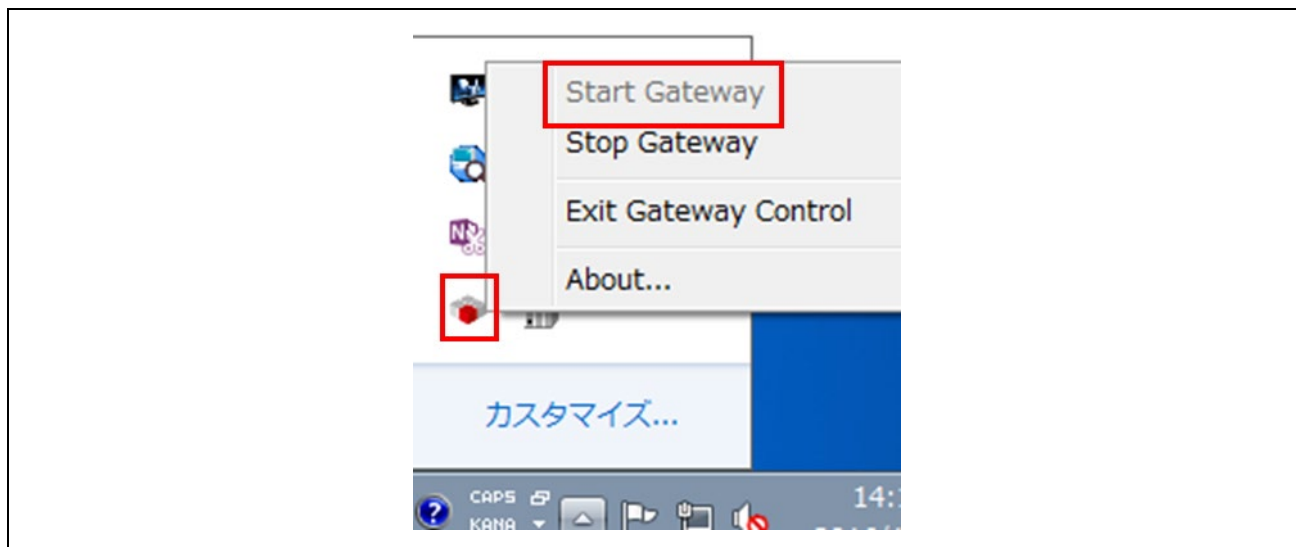 Start Gateway
Stop Gateway
Exit Gateway Control
About...
カスタマイズ...
CAPS
KANA
14: